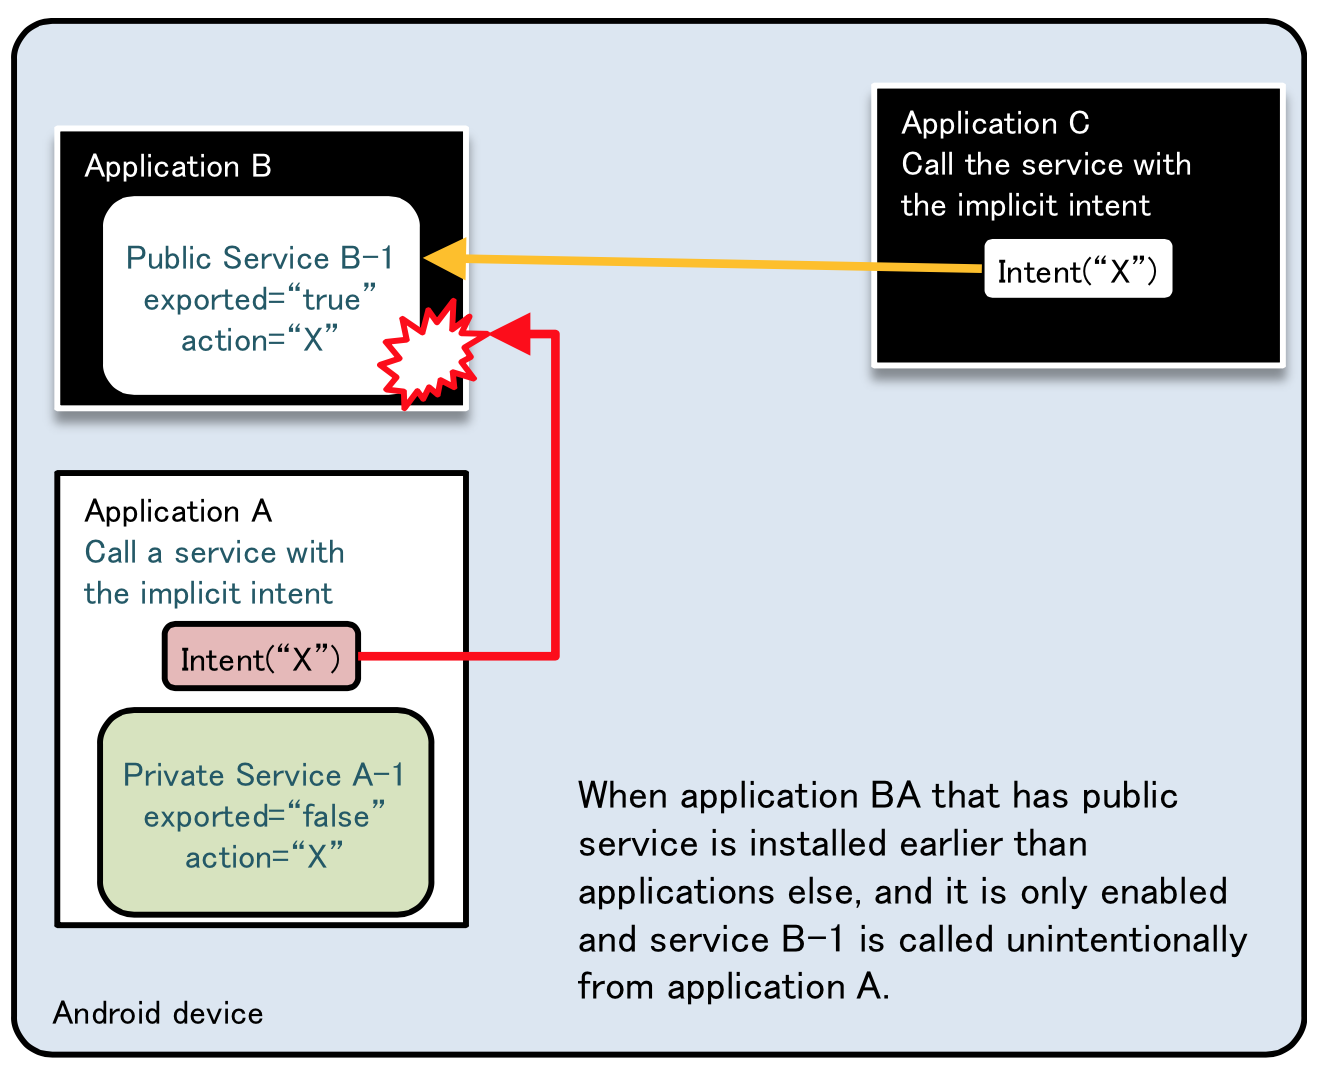 Application B
Public Service B-1
exported=“true”
action=“X”
Application C
Call the service with
the implicit intent
Intent(“X”)
Application A
Call a service with
the implicit intent
Intent(“X”)
Private Service A-1
exported=“false”
action=“X”
When application BA that has public
service is installed earlier than
applications else, and it is only enabled
and service B-1 is called unintentionally
from application A.
Android device